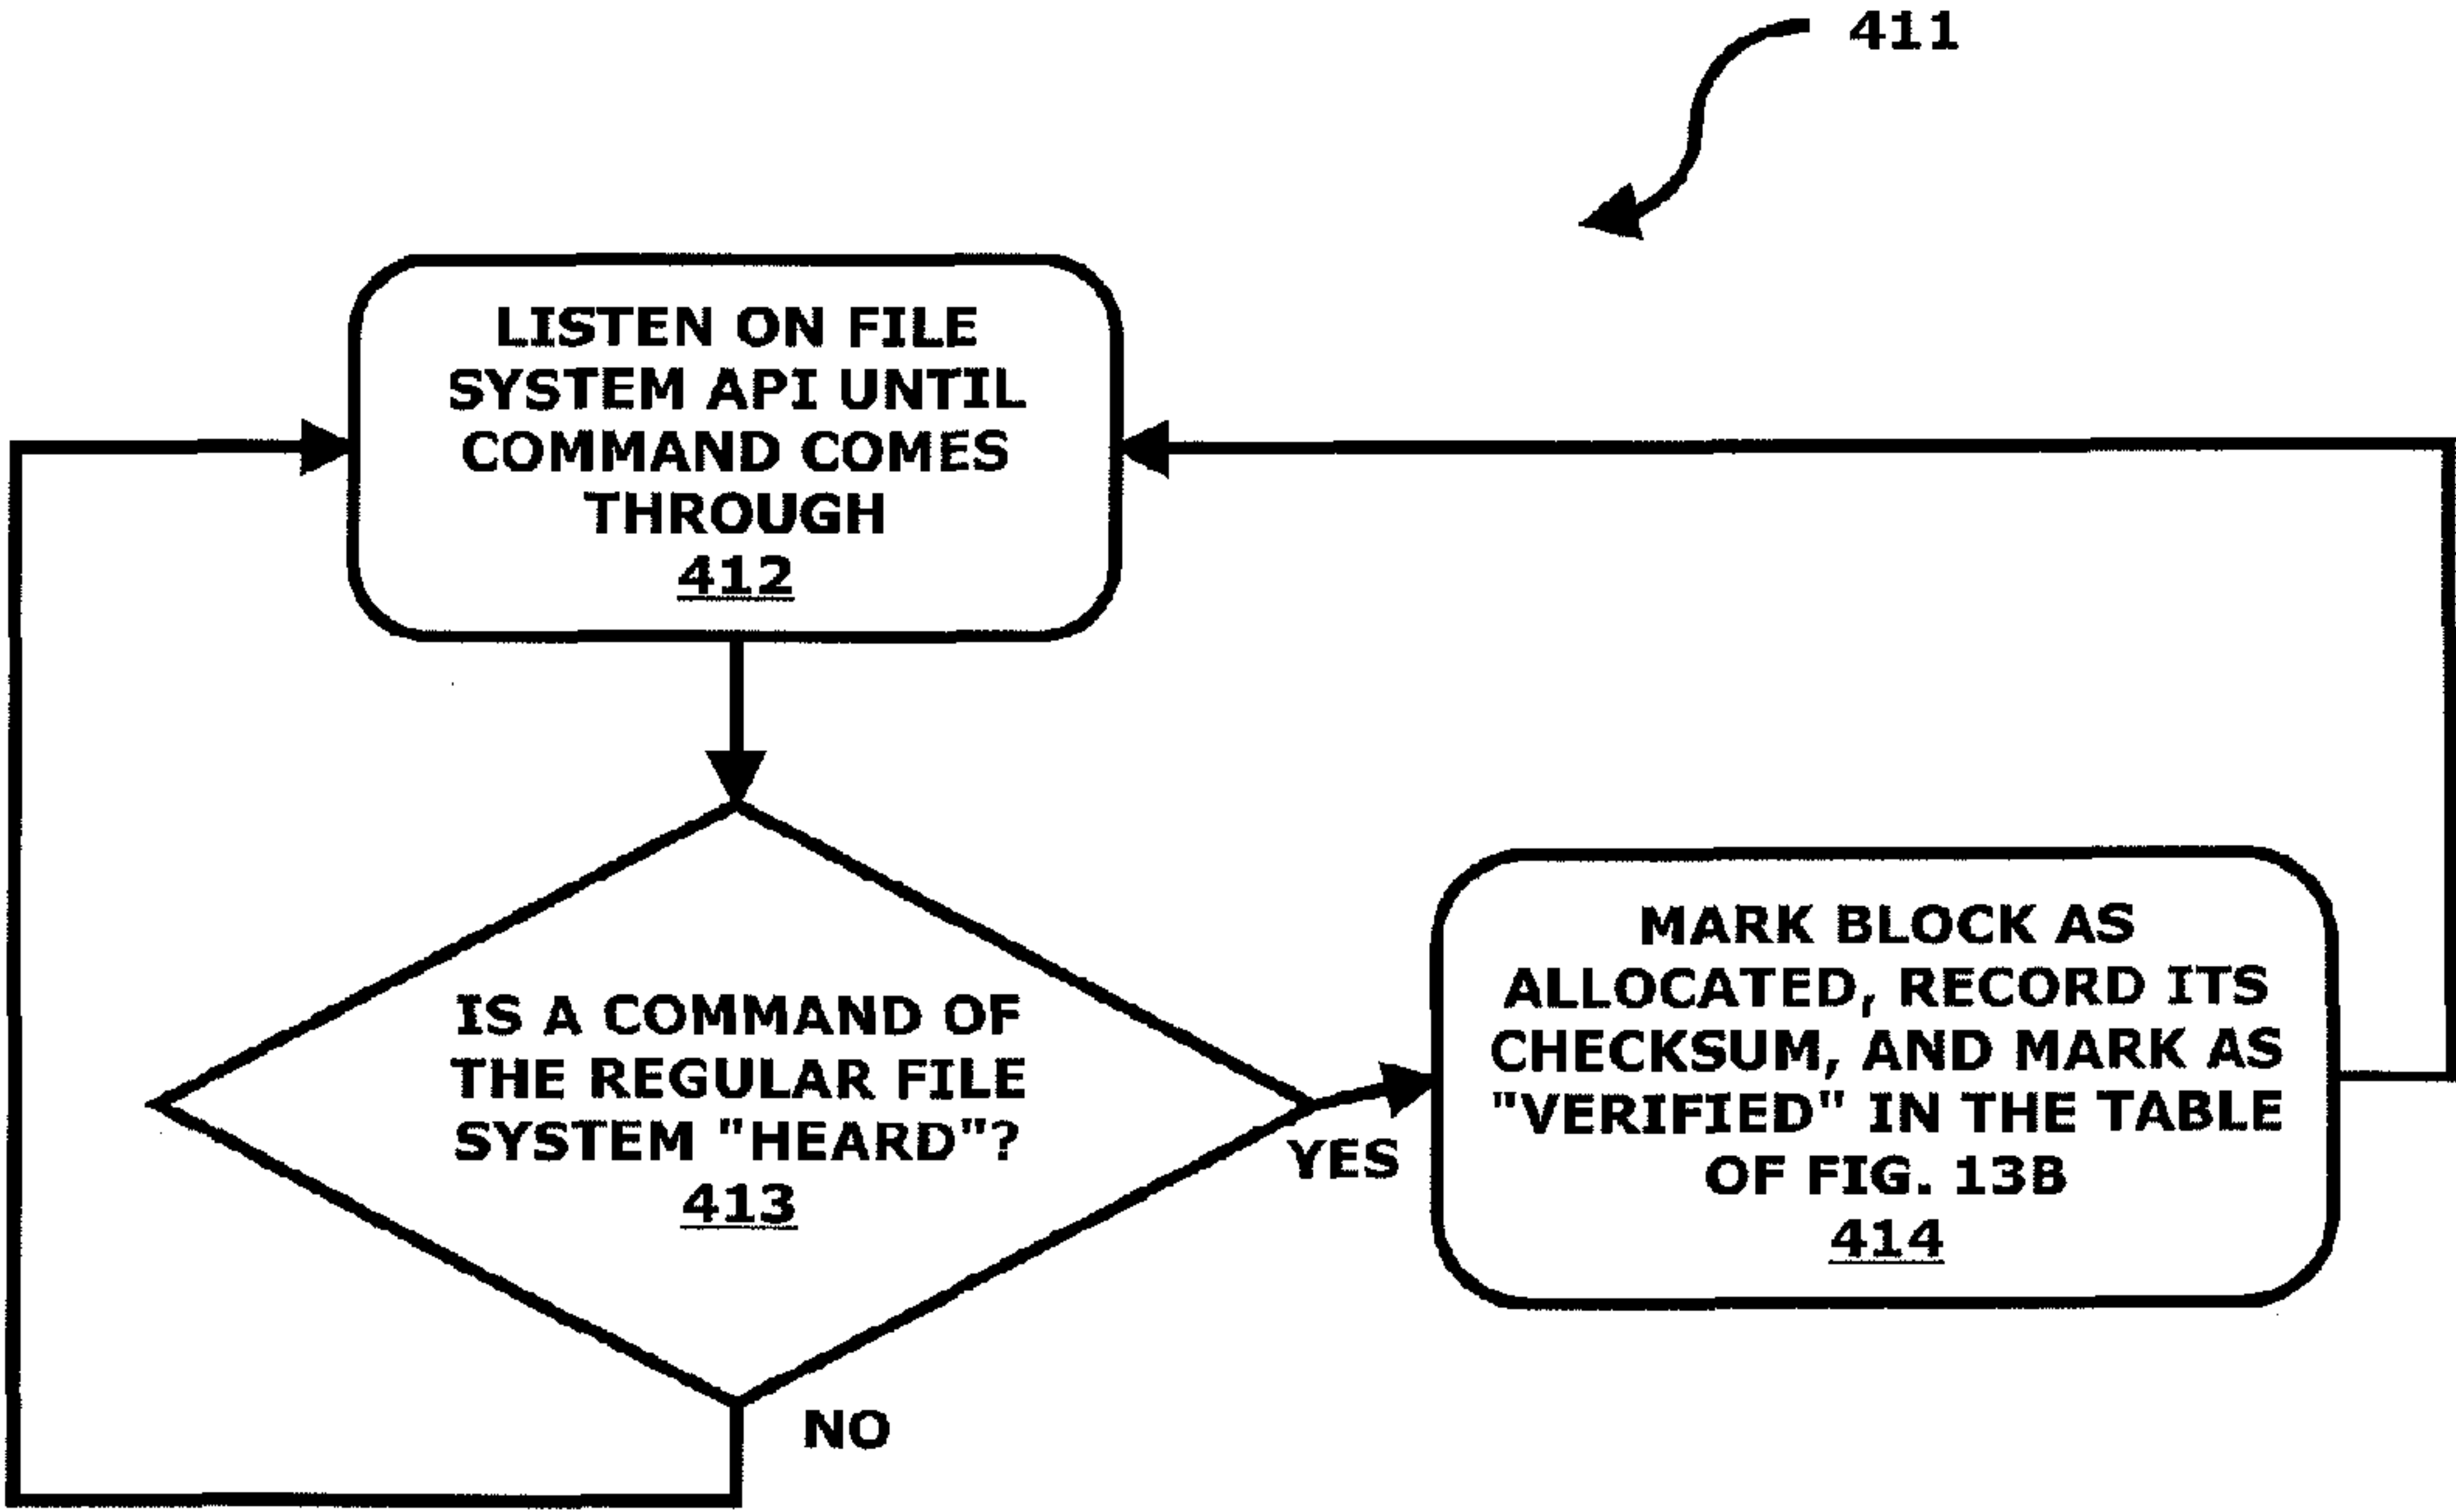 411
LISTEN ON FILE
SYSTEM API UNTIL
COMMAND COMES
THROUGH
412
IS A COMMAND OF
THE REGULAR FILE
SYSTEM "HEARD"?
413
YES
NO
MARK BLOCK AS
ALLOCATED, RECORD ITS
CHECKSUM, AND MARK AS
"VERIFIED" IN THE TABLE
OF FIG. 13B
414